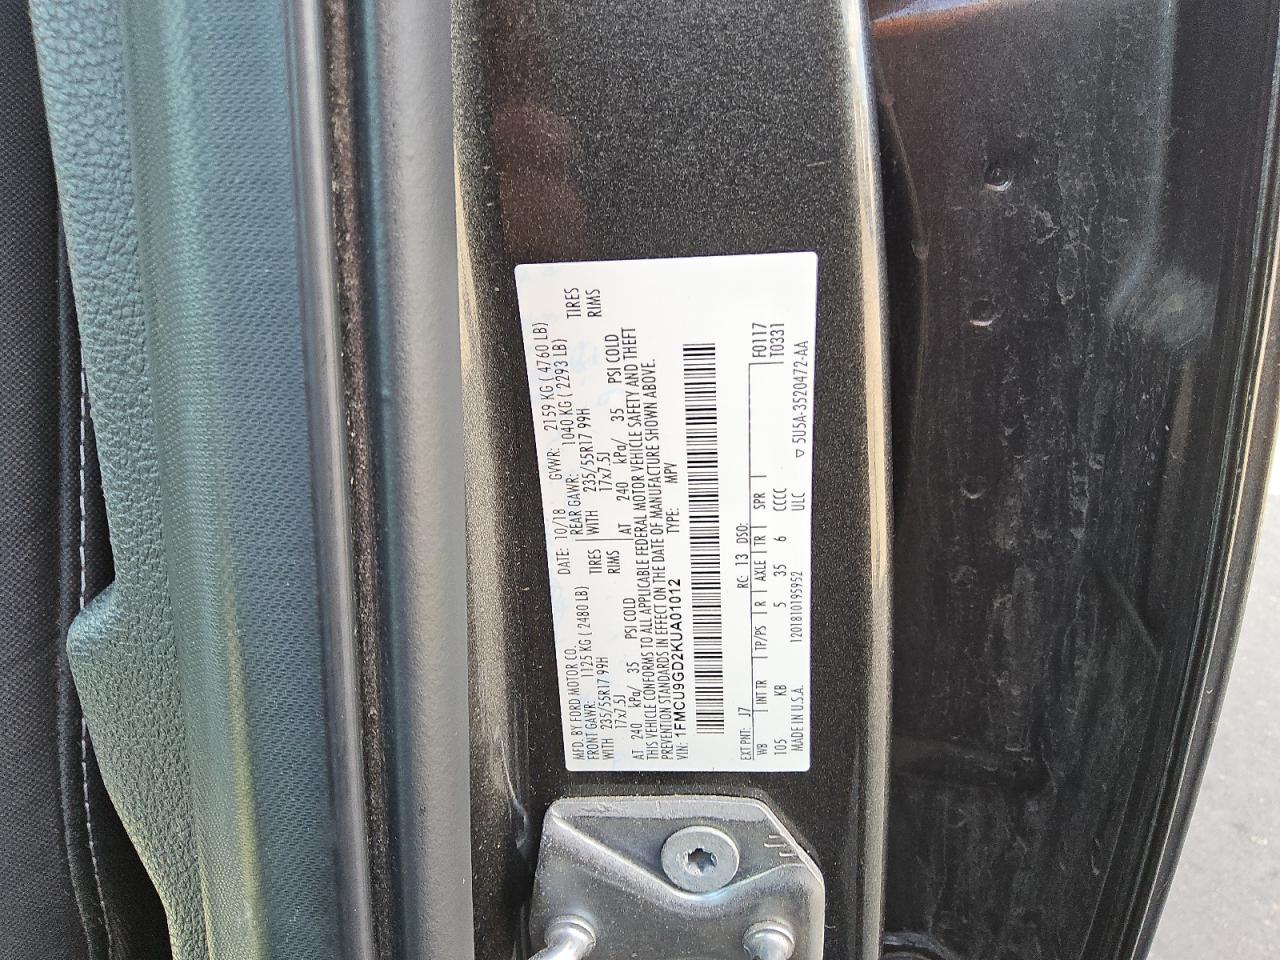 MFD. BY FORD MOTOR CO. DATE: 10/18 GVWR: 2159 KG ( 4760 LB)
FRONT GAWR: 1125 KG ( 2480 LB) REAR GAWR: 1040 KG ( 2293 LB)
WITH 235/55R17 99H TIRES WITH 235/55R17 99H TIRES
17x7.5J RIMS 17x7.5J RIMS
AT 240 kPa/ 35 PSI COLD AT 240 kPa/ 35 PSI COLD
THIS VEHICLE CONFORMS TO ALL APPLICABLE FEDERAL MOTOR VEHICLE SAFETY AND THEFT
PREVENTION STANDARDS IN EFFECT ON THE DATE OF MANUFACTURE SHOWN ABOVE.
VIN: 1FMCU9GD2KUA01012 TYPE: MPV
EXT PNT: J7 RC: 13 DSO: F0117
WB INT TR TP/PS R AXLE TR SPR T0331
105 KB 5 35 6 CCCC
MADE IN U.S.A. 1201810195952 ULC ▽ 5U5A-3520472-AA